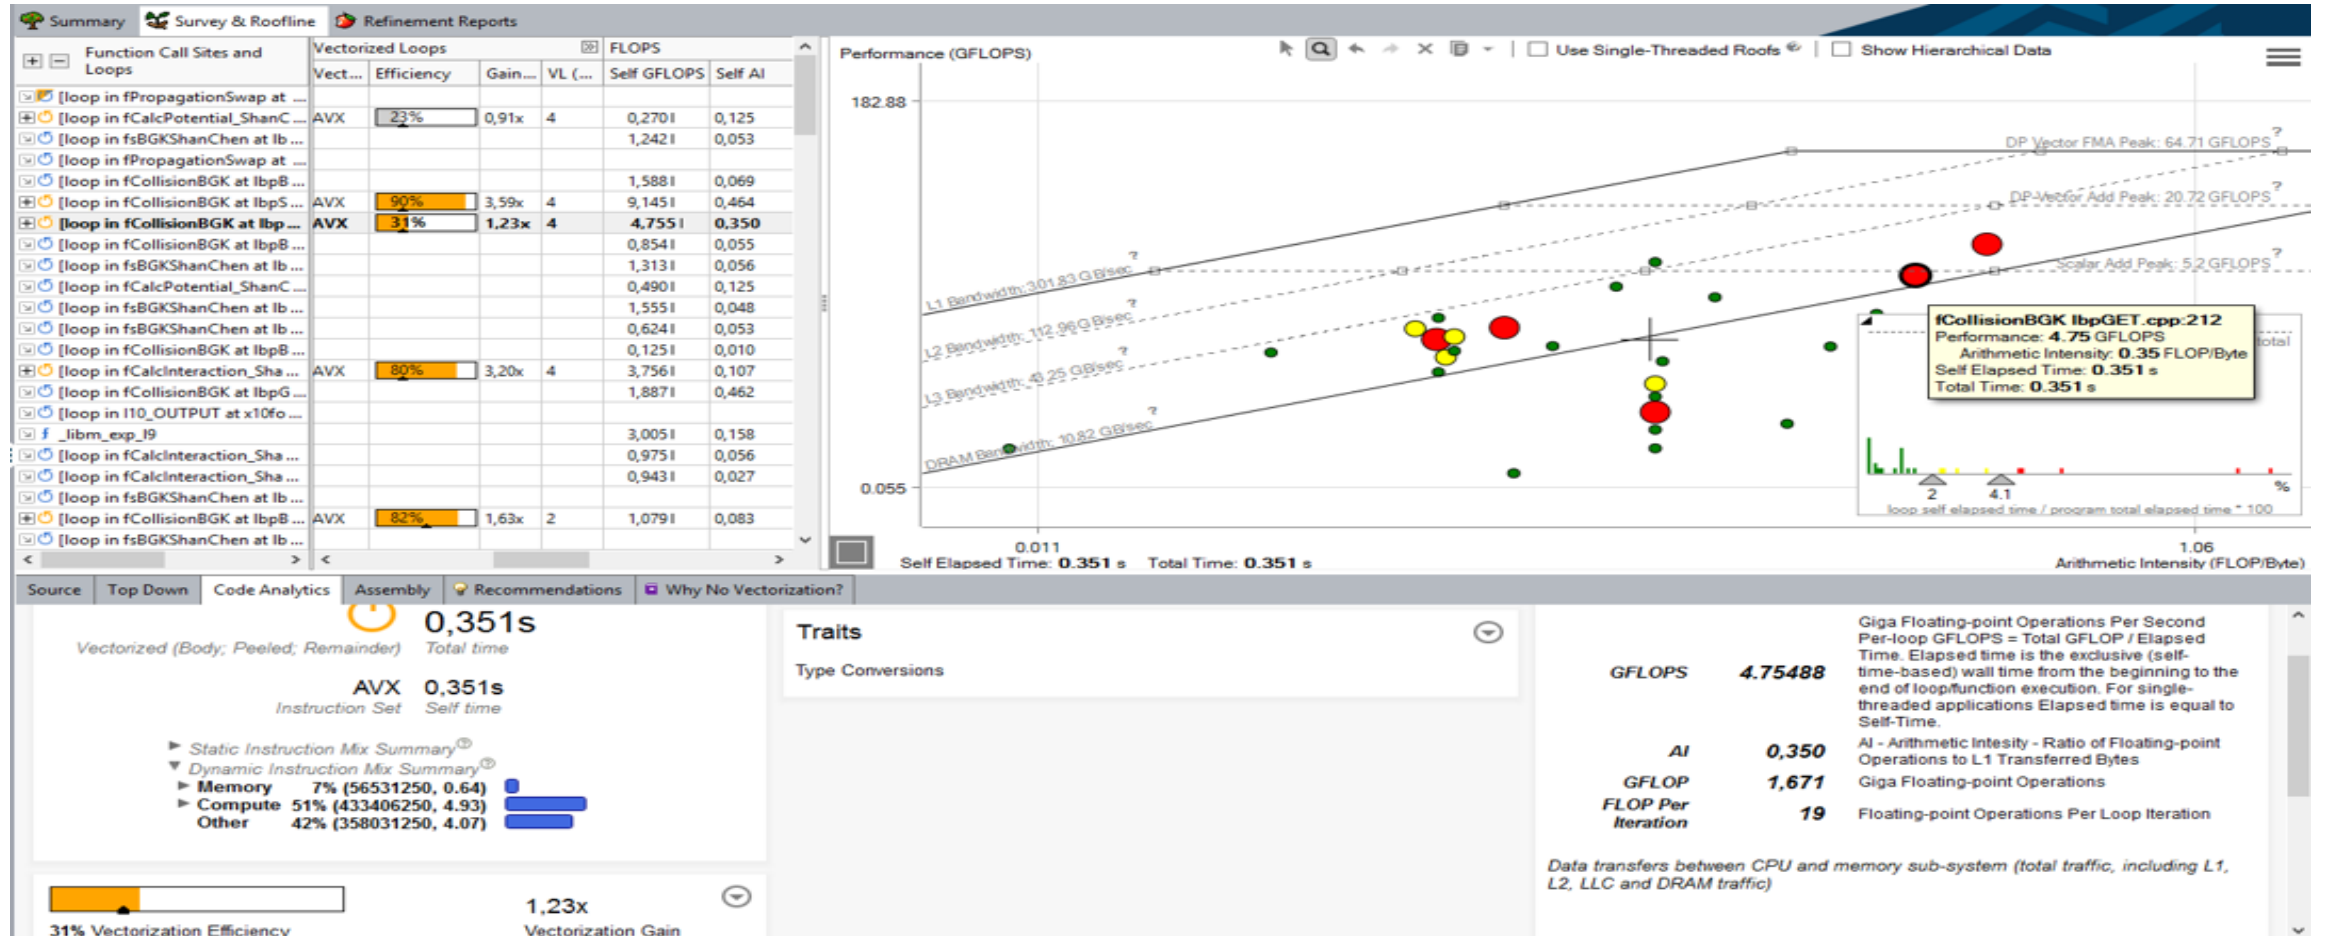 Summary Survey & Roofline Refinement Reports
Function Call Sites and Loops Vectorized Loops FLOPS
Vect... Efficiency Gain... VL (... Self GFLOPS Self AI
[loop in fPropagationSwap at ...
[loop in fCalcPotential_ShanC... AVX 23% 0,91x 4 0,270 0,125
[loop in fsBGKShanChen at lb... 1,242 0,053
[loop in fPropagationSwap at ...
[loop in fCollisionBGK at lbpB... 1,588 0,069
[loop in fCollisionBGK at lbpS... AVX 90% 3,59x 4 9,145 0,464
[loop in fCollisionBGK at lbp... AVX 31% 1,23x 4 4,755 0,350
[loop in fCollisionBGK at lbpB... 0,854 0,055
[loop in fsBGKShanChen at lb... 1,313 0,056
[loop in fCalcPotential_ShanC... 0,490 0,125
[loop in fsBGKShanChen at lb... 1,555 0,048
[loop in fsBGKShanChen at lb... 0,624 0,053
[loop in fCollisionBGK at lbpB... 0,125 0,010
[loop in fCalcInteraction_Sha... AVX 80% 3,20x 4 3,756 0,107
[loop in fCollisionBGK at lbpG... 1,887 0,462
[loop in I10_OUTPUT at x10fo...
f _libm_exp_l9 3,005 0,158
[loop in fCalcInteraction_Sha... 0,975 0,056
[loop in fCalcInteraction_Sha... 0,943 0,027
[loop in fsBGKShanChen at lb...
[loop in fCollisionBGK at lbpB... AVX 82% 1,63x 2 1,079 0,083
[loop in fsBGKShanChen at lb...
Performance (GFLOPS) Use Single-Threaded Roofs Show Hierarchical Data
182.88
DP Vector FMA Peak: 64.71 GFLOPS ?
DP Vector Add Peak: 20.72 GFLOPS ?
Scalar Add Peak: 5.2 GFLOPS ?
L1 Bandwidth: 301.83 GB/sec ?
L2 Bandwidth: 112.96 GB/sec ?
L3 Bandwidth: 43.25 GB/sec ?
DRAM Bandwidth: 10.82 GB/sec ?
fCollisionBGK lbpGET.cpp:212
Performance: 4.75 GFLOPS
Arithmetic Intensity: 0.35 FLOP/Byte
Self Elapsed Time: 0.351 s
Total Time: 0.351 s
total
0.055
2 4.1 %
loop self elapsed time / program total elapsed time * 100
0.011 1.06
Self Elapsed Time: 0.351 s Total Time: 0.351 s Arithmetic Intensity (FLOP/Byte)
Source Top Down Code Analytics Assembly Recommendations Why No Vectorization?
0,351s
Vectorized (Body; Peeled; Remainder) Total time
AVX 0,351s
Instruction Set Self time
Static Instruction Mix Summary
Dynamic Instruction Mix Summary
Memory 7% (56531250, 0.64)
Compute 51% (433406250, 4.93)
Other 42% (358031250, 4.07)
1,23x
31% Vectorization Efficiency Vectorization Gain
Traits
Type Conversions
GFLOPS 4.75488
Giga Floating-point Operations Per Second
Per-loop GFLOPS = Total GFLOP / Elapsed
Time. Elapsed time is the exclusive (self-
time-based) wall time from the beginning to the
end of loop/function execution. For single-
threaded applications Elapsed time is equal to
Self-Time.
AI 0,350 AI - Arithmetic Intesity - Ratio of Floating-point
Operations to L1 Transferred Bytes
GFLOP 1,671 Giga Floating-point Operations
FLOP Per Iteration 19 Floating-point Operations Per Loop Iteration
Data transfers between CPU and memory sub-system (total traffic, including L1,
L2, LLC and DRAM traffic)